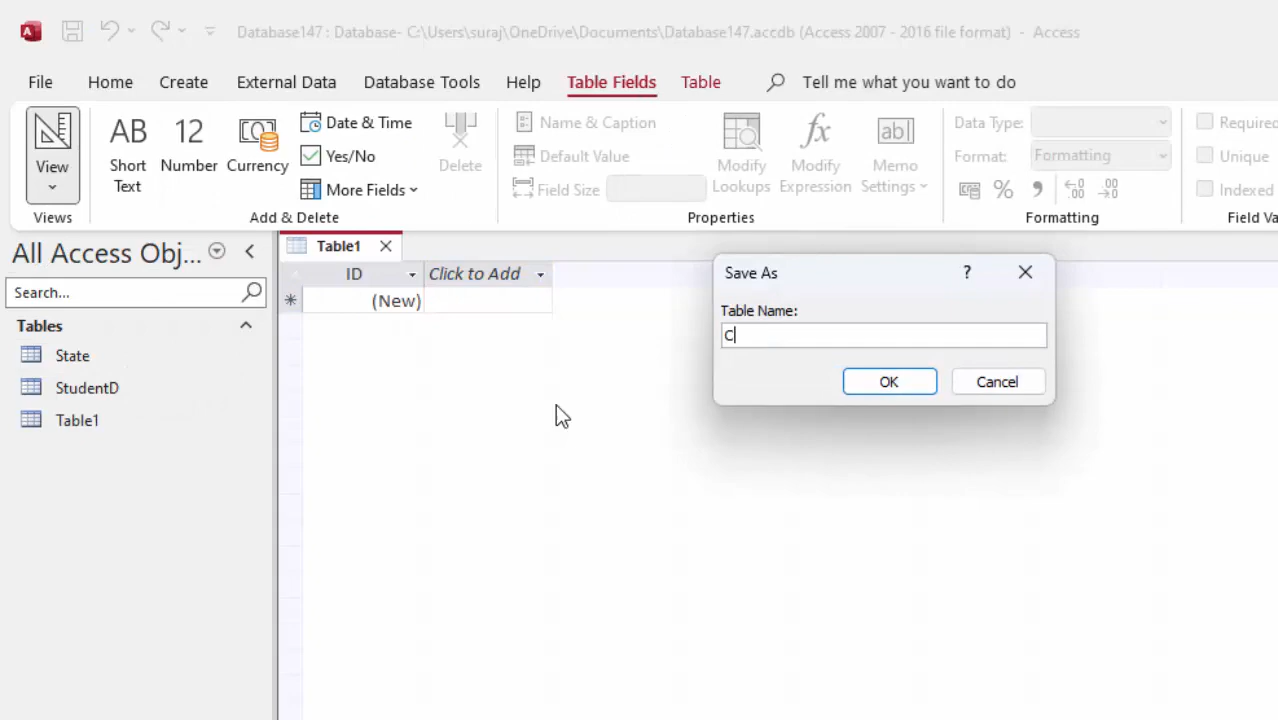 Database147 : Database- C:\Users\suraj\OneDrive\Documents\Database147.accdb (Access 2007 - 2016 file format) - Access
File Home Create External Data Database Tools Help Table Fields Table Tell me what you want to do
View
Views
AB Short Text
12 Number
Currency
Date & Time
Yes/No
More Fields
Delete
Add & Delete
Name & Caption
Default Value
Field Size
Modify Lookups
fx Modify Expression
ab Memo Settings
Properties
Data Type:
Format: Formatting
% , .00 .00
Formatting
Required
Unique
Indexed
Field Va
All Access Obj...
Search...
Tables
State
StudentD
Table1
Table1
ID Click to Add
* (New)
Save As ?
Table Name:
C
OK Cancel